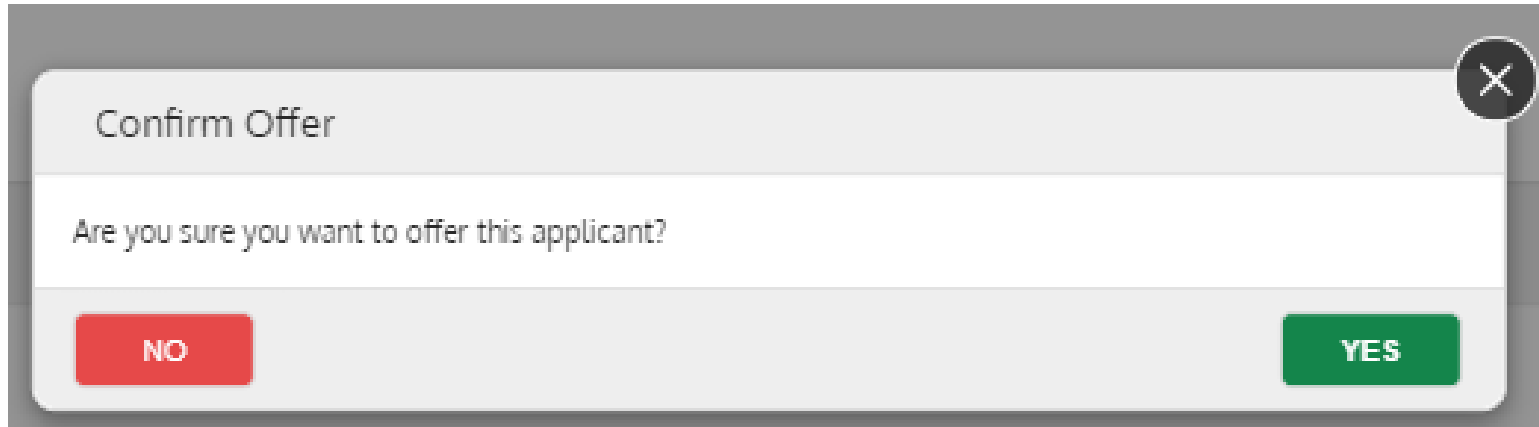 Confirm Offer
Are you sure you want to offer this applicant?
NO
YES